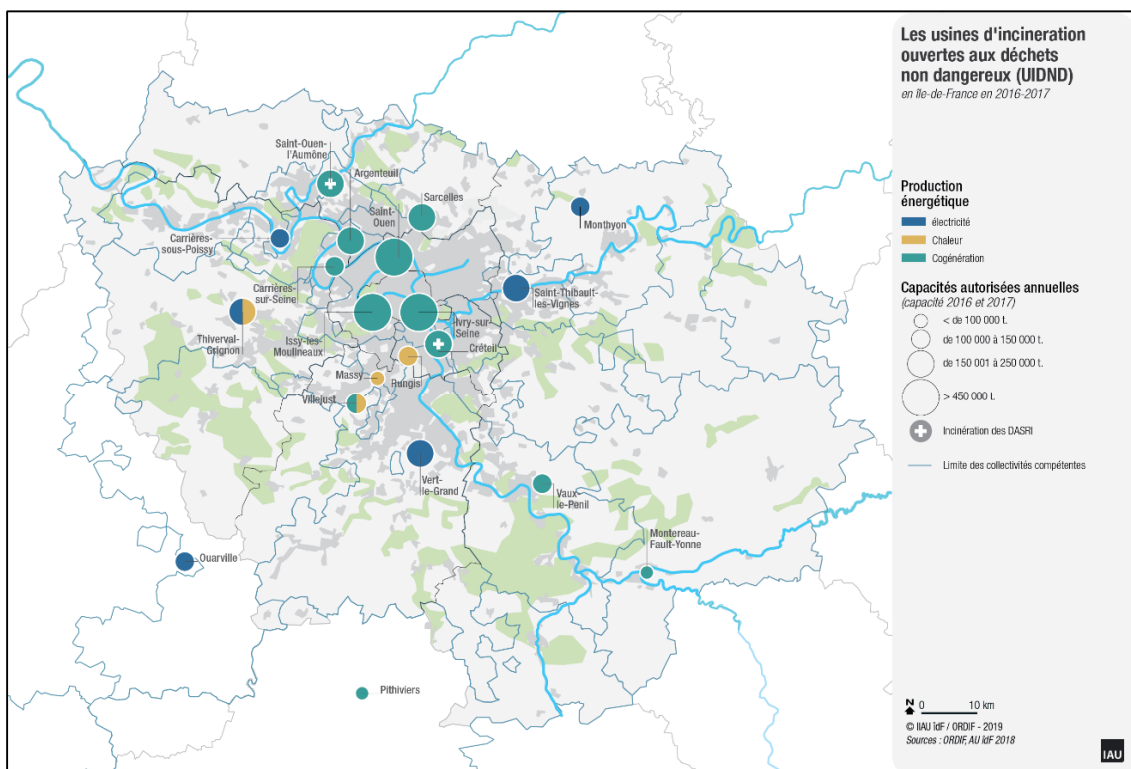 Les usines d'incineration
ouvertes aux déchets
non dangereux (UIDND)
en Ile-de-France en 2016-2017
Production
énergétique
électricité
Chaleur
Cogénération
Capacités autorisées annuelles
(capacité 2016 et 2017)
< de 100 000 t.
de 100 000 à 150 000 t.
de 150 001 à 250 000 t.
> 450 000 t.
Incinération des DASRI
Limite des collectivités compétentes
Saint-Ouen-
l'Aumône
Argenteuil
Sarcelles
Saint-
Ouen
Monthyon
Carrières-
sous-Poissy
Carrières-
sur-Seine
Saint-Thibault-
les-Vignes
Thiverval-
Grignon
Issy-les-
Moulineaux
Ivry-sur-
Seine
Créteil
Massy
Rungis
Villejust
Vert-
le-Grand
Vaux-
le-Penil
Montereau-
Fault-Yonne
Ouarville
Pithiviers
N
0 10 km
© IIAU îdF / ORDIF - 2019
Sources : ORDIF, AU îdF 2018
IAU